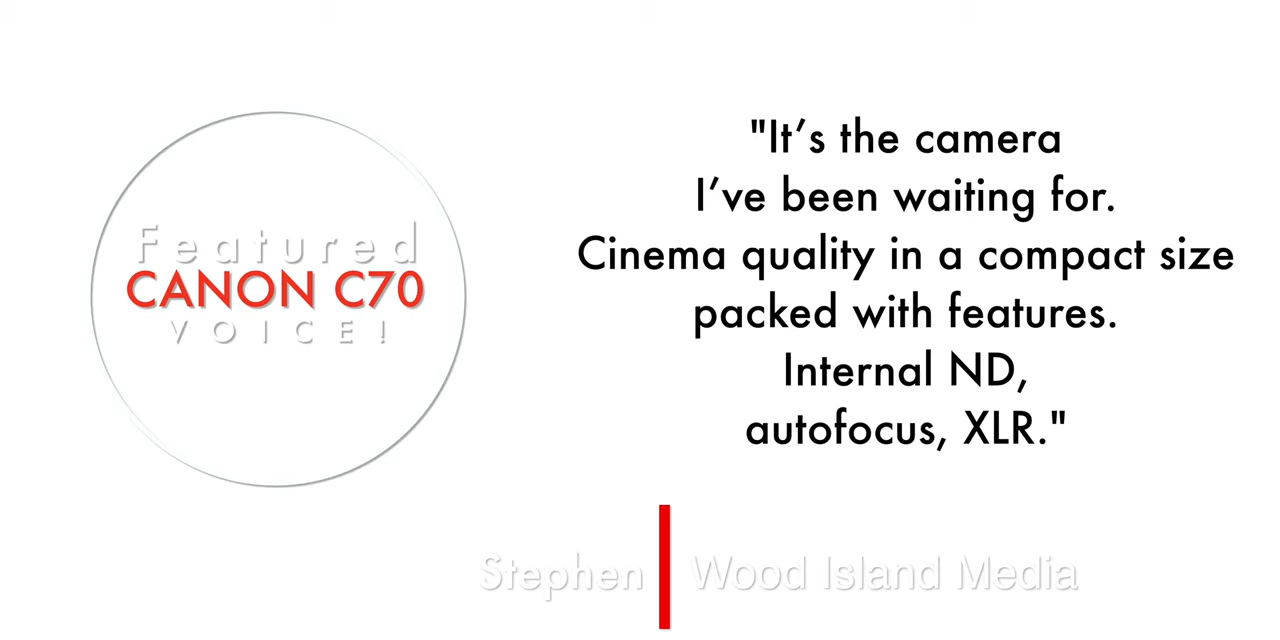 Featured
CANON C70
VOICE!
"It’s the camera
I’ve been waiting for.
Cinema quality in a compact size
packed with features.
Internal ND,
autofocus, XLR."
Stephen
Wood Island Media